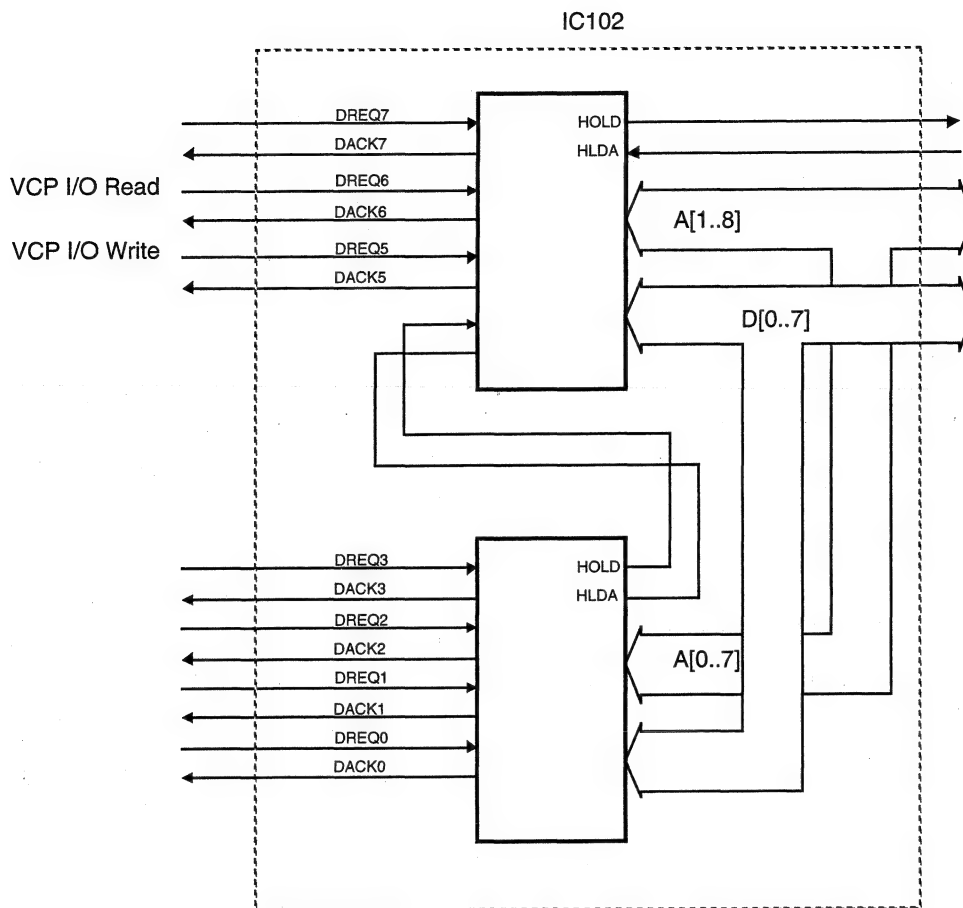 IC102
DREQ7
HOLD
DACK7
HLDA
VCP I/O Read
DREQ6
DACK6
A[1..8]
VCP I/O Write
DREQ5
DACK5
D[0..7]
DREQ3
HOLD
DACK3
HLDA
DREQ2
DACK2
A[0..7]
DREQ1
DACK1
DREQ0
DACK0